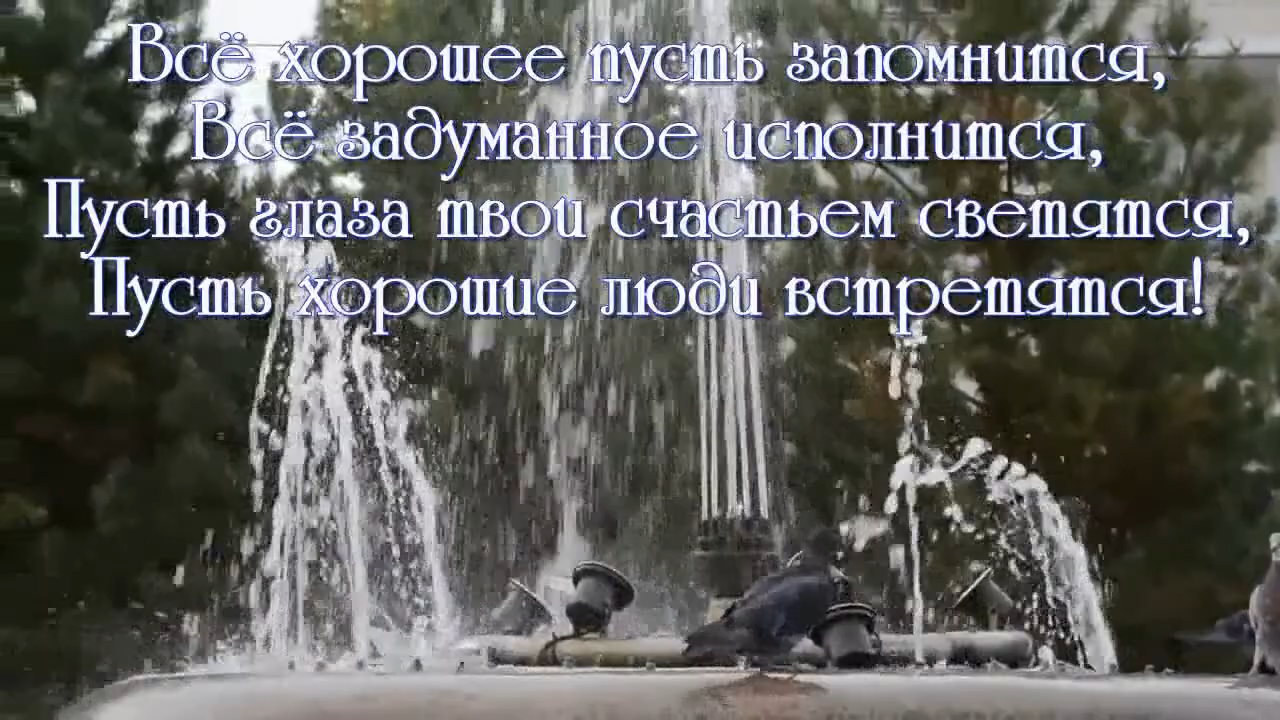 Всё хорошее пусть запомнится,
Всё задуманное исполнится,
Пусть глаза твои счастьем светятся,
Пусть хорошие люди встретятся!